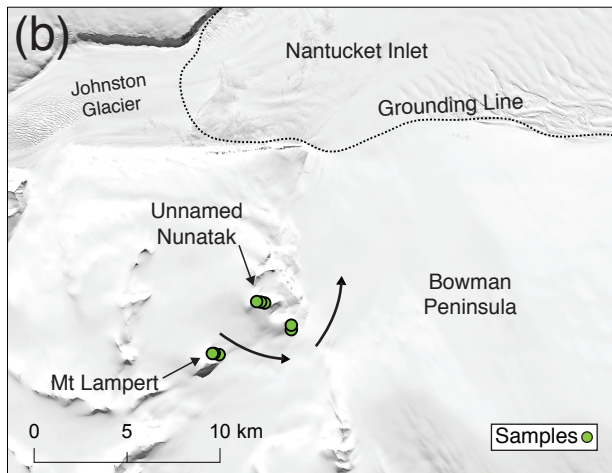 (b)
Nantucket Inlet
Johnston
Glacier
Grounding Line
Unnamed
Nunatak
Bowman
Peninsula
Mt Lampert
0 5 10 km
Samples